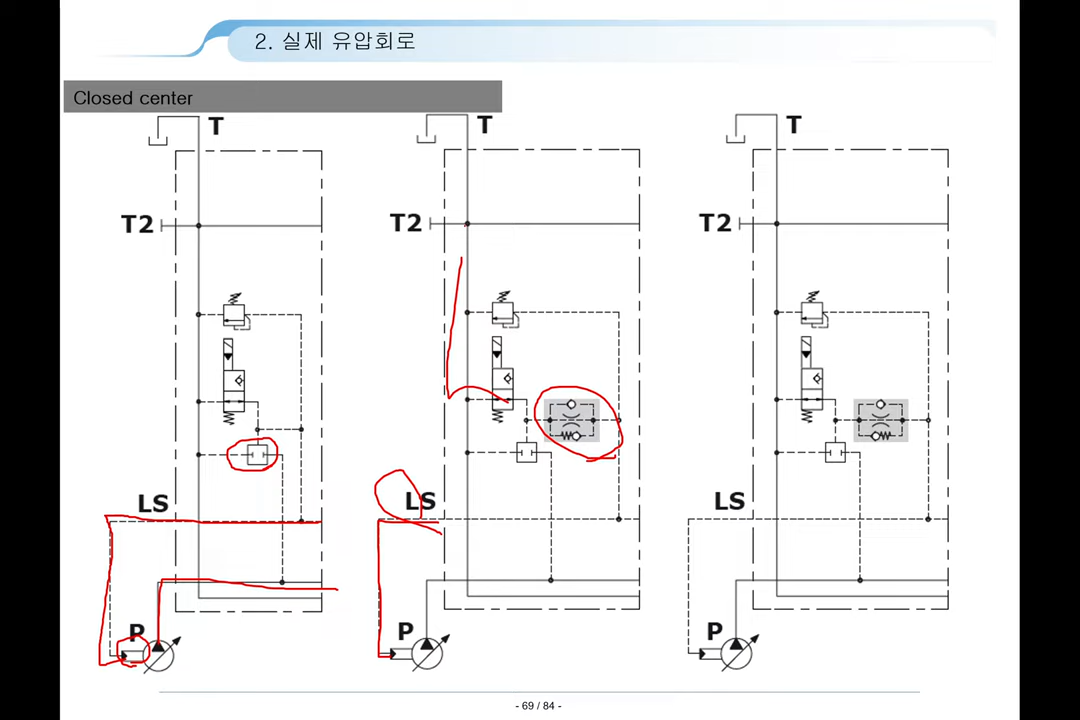 2. 실제 유압회로
Closed center
T
T
T
T2
T2
T2
LS
LS
LS
P
P
P
- 69 / 84 -